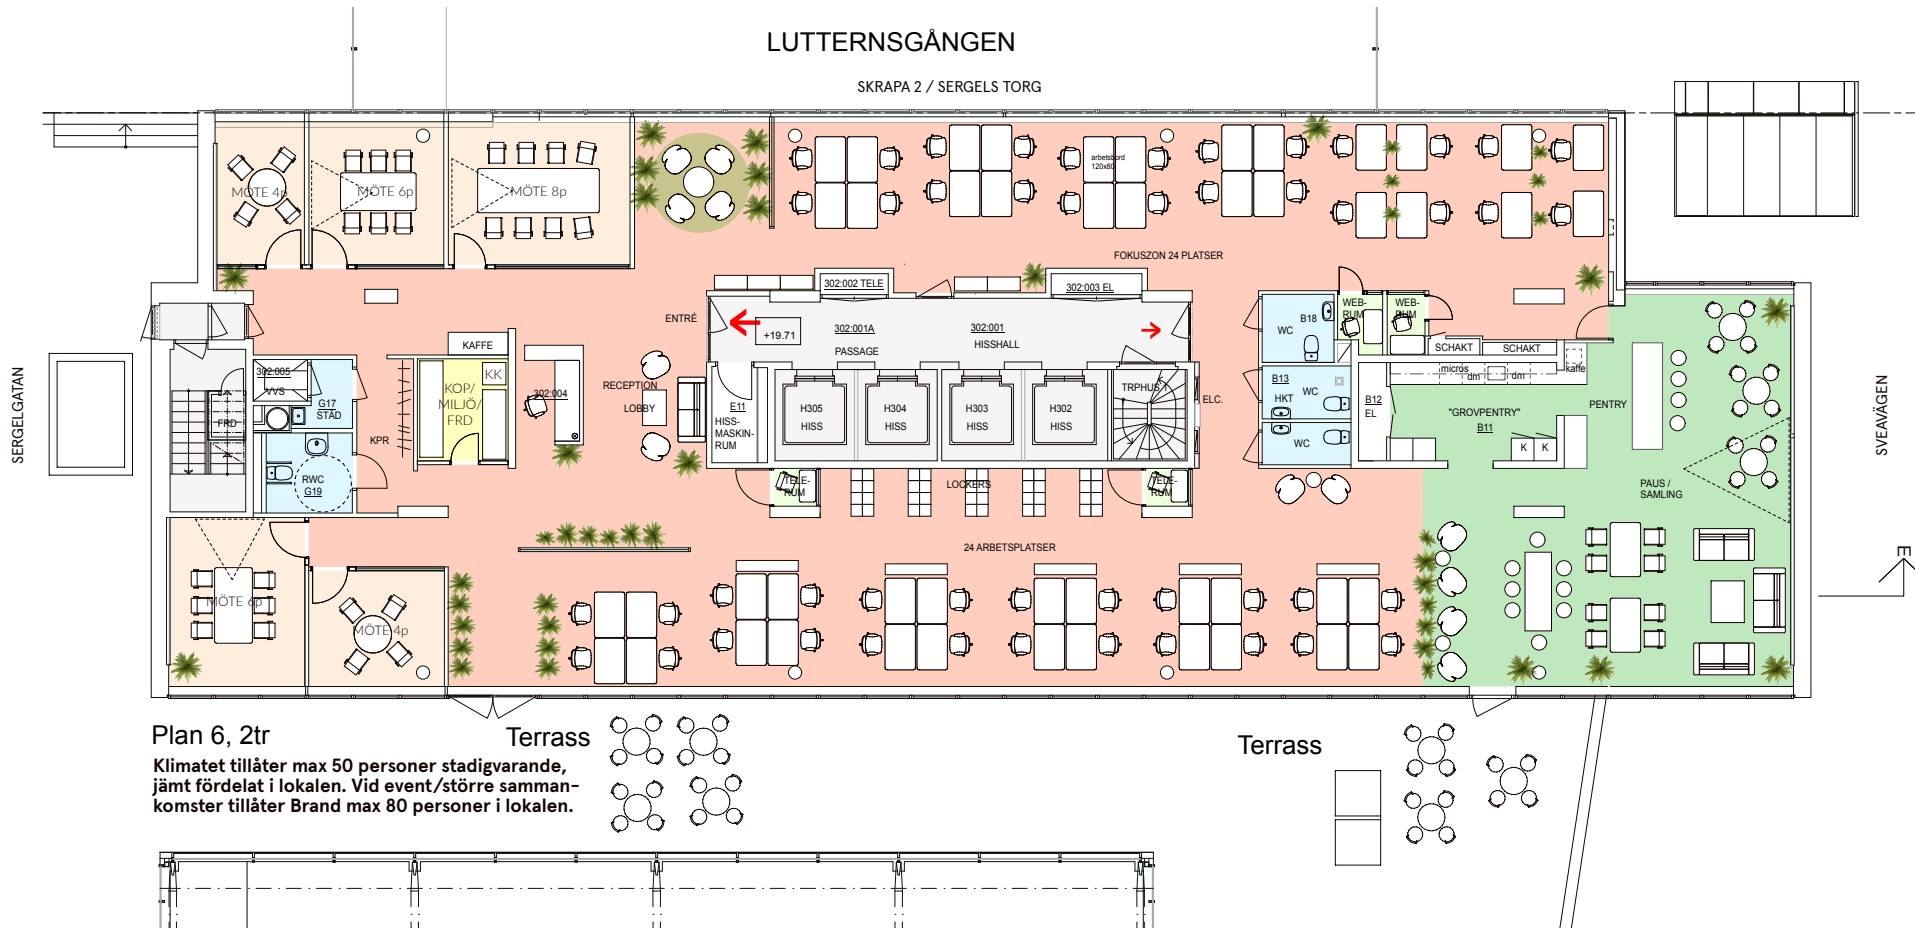 LUTTERNSGÅNGEN
SKRAPA 2 / SERGELS TORG
MÖTE 4p
MÖTE 6p
MÖTE 8p
arbetsbord
120x80
FOKUSZON 24 PLATSER
302:002 TELE
302:003 EL
ENTRÉ
+19.71
302:001A
PASSAGE
302:001
HISSHALL
B18
WC
WEB-
RUM
WEB-
RUM
SCHAKT
SCHAKT
micros
dm
dm
kaffe
KAFFE
302:005
VVS
G17
STÄD
FRD
KPR
KOP/
MILJÖ/
FRD
KK
302:004
RECEPTION
LOBBY
E11
HISS-
MASKIN-
RUM
H305
HISS
H304
HISS
H303
HISS
H302
HISS
TRPHUS 1
ELC.
B13
HKT
WC
WC
B12
EL
"GROVPENTRY"
B11
K
K
PENTRY
PAUS /
SAMLING
RWC
G19
TELE-
RUM
LOCKERS
TELE-
RUM
24 ARBETSPLATSER
MÖTE 6p
MÖTE 4p
SERGELGATAN
SVEAVÄGEN
E
Plan 6, 2tr
Klimatet tillåter max 50 personer stadigvarande,
jämt fördelat i lokalen. Vid event/större samman-
komster tillåter Brand max 80 personer i lokalen.
Terrass
Terrass